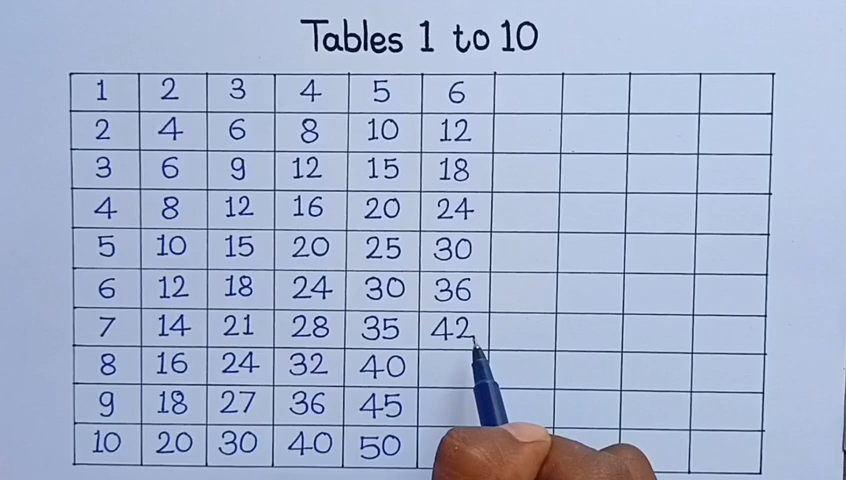 Tables 1 to 10
1 2 3 4 5 6
2 4 6 8 10 12
3 6 9 12 15 18
4 8 12 16 20 24
5 10 15 20 25 30
6 12 18 24 30 36
7 14 21 28 35 42
8 16 24 32 40
9 18 27 36 45
10 20 30 40 50